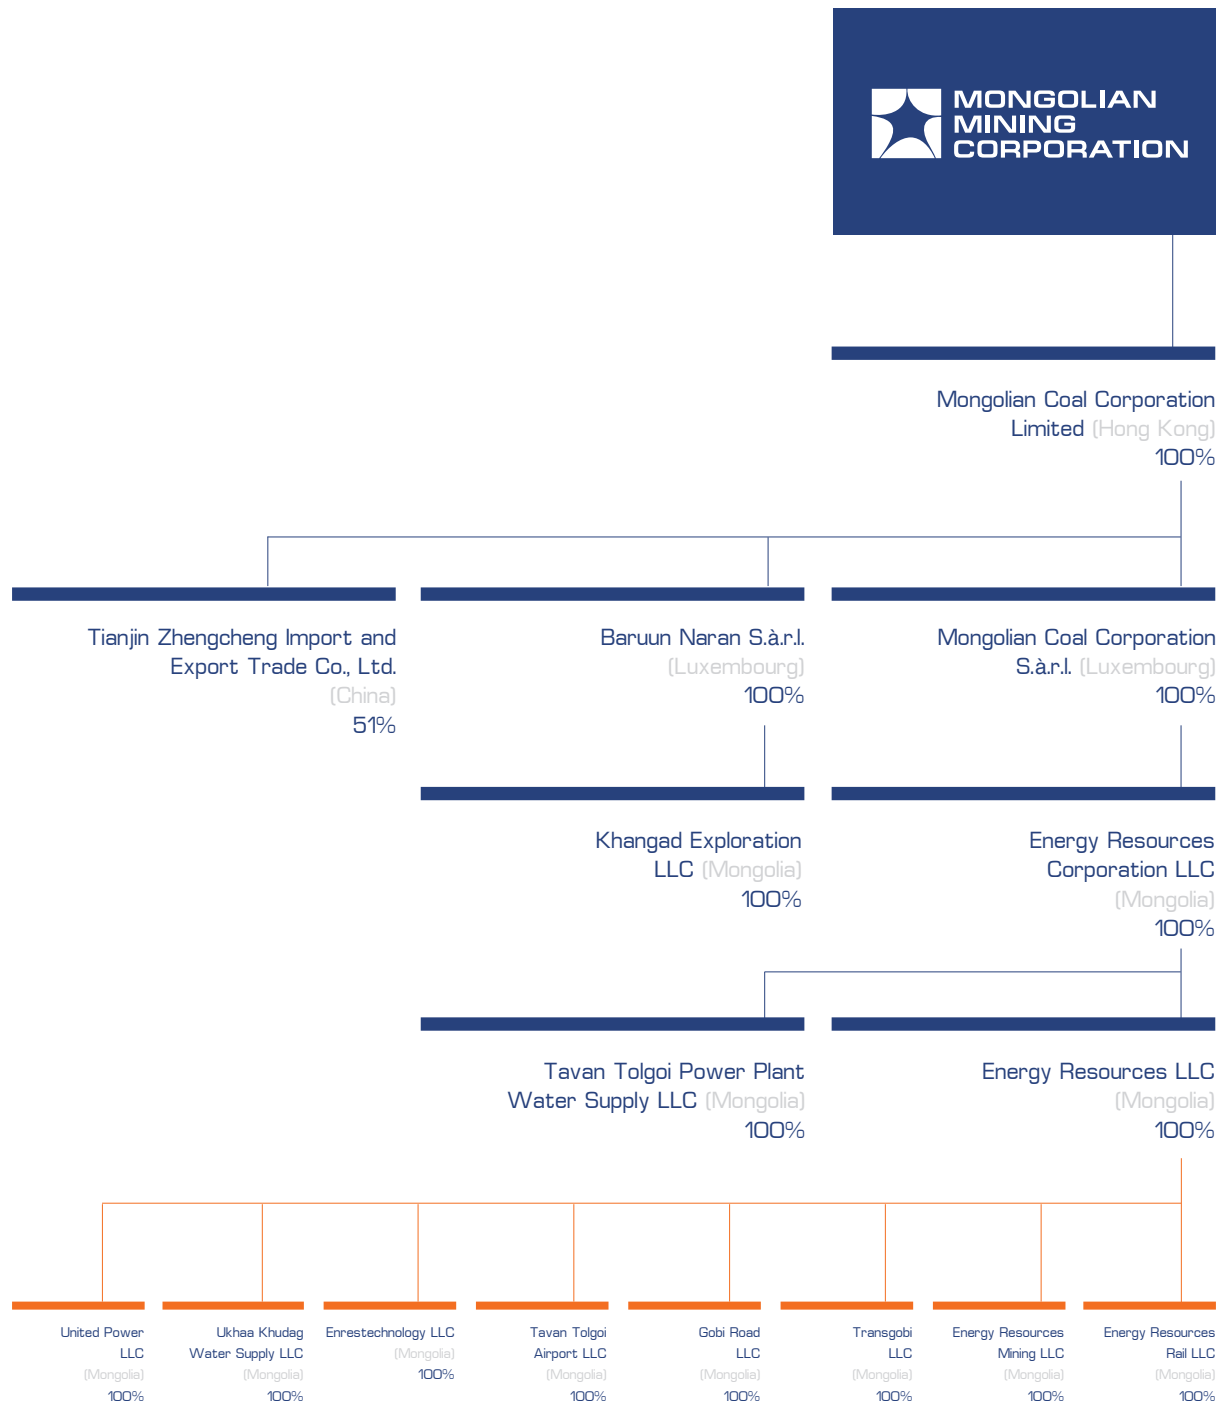 MONGOLIAN
MINING
CORPORATION
Mongolian Coal Corporation
Limited (Hong Kong)
100%
Tianjin Zhengcheng Import and
Export Trade Co., Ltd.
(China)
51%
Baruun Naran S.à.r.l.
(Luxembourg)
100%
Mongolian Coal Corporation
S.à.r.l. (Luxembourg)
100%
Khangad Exploration
LLC (Mongolia)
100%
Energy Resources
Corporation LLC
(Mongolia)
100%
Tavan Tolgoi Power Plant
Water Supply LLC (Mongolia)
100%
Energy Resources LLC
(Mongolia)
100%
United Power
LLC
(Mongolia)
100%
Ukhaa Khudag
Water Supply LLC
(Mongolia)
100%
Enrestechnology LLC
(Mongolia)
100%
Tavan Tolgoi
Airport LLC
(Mongolia)
100%
Gobi Road
LLC
(Mongolia)
100%
Transgobi
LLC
(Mongolia)
100%
Energy Resources
Mining LLC
(Mongolia)
100%
Energy Resources
Rail LLC
(Mongolia)
100%